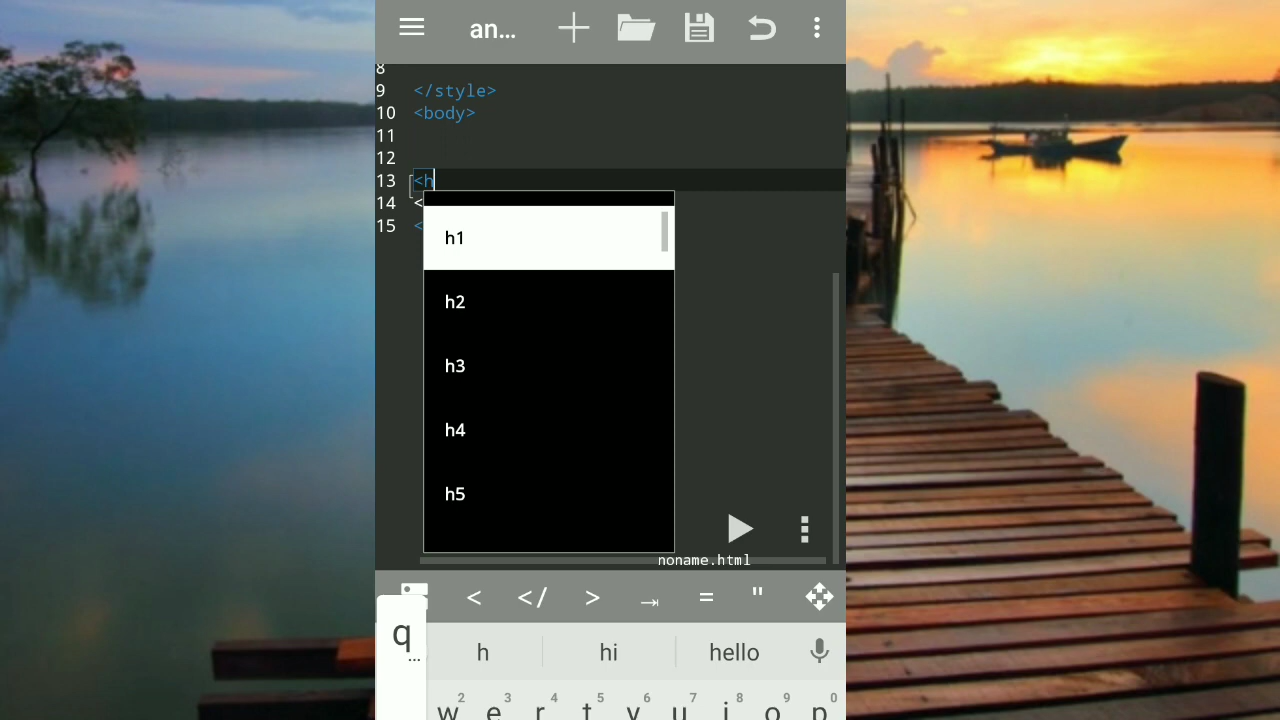 an...
8
9 </style>
10 <body>
11
12
13 <h
14 <
15 <
h1
h2
h3
h4
h5
noname.html
< </ > →| = "
q
...
h hi hello
2 3 4 5 6 7 8 9 0
w e r t y u i o p